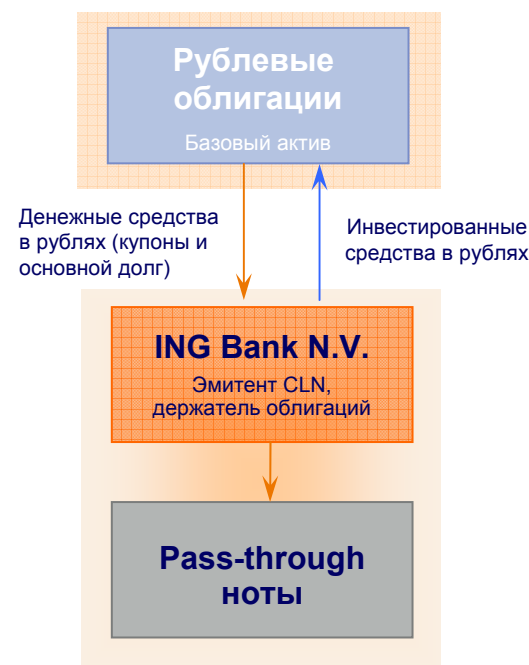 Рублевые
облигации
Базовый актив
Денежные средства
в рублях (купоны и
основной долг)
Инвестированные
средства в рублях
ING Bank N.V.
Эмитент CLN,
держатель облигаций
Pass-through
ноты